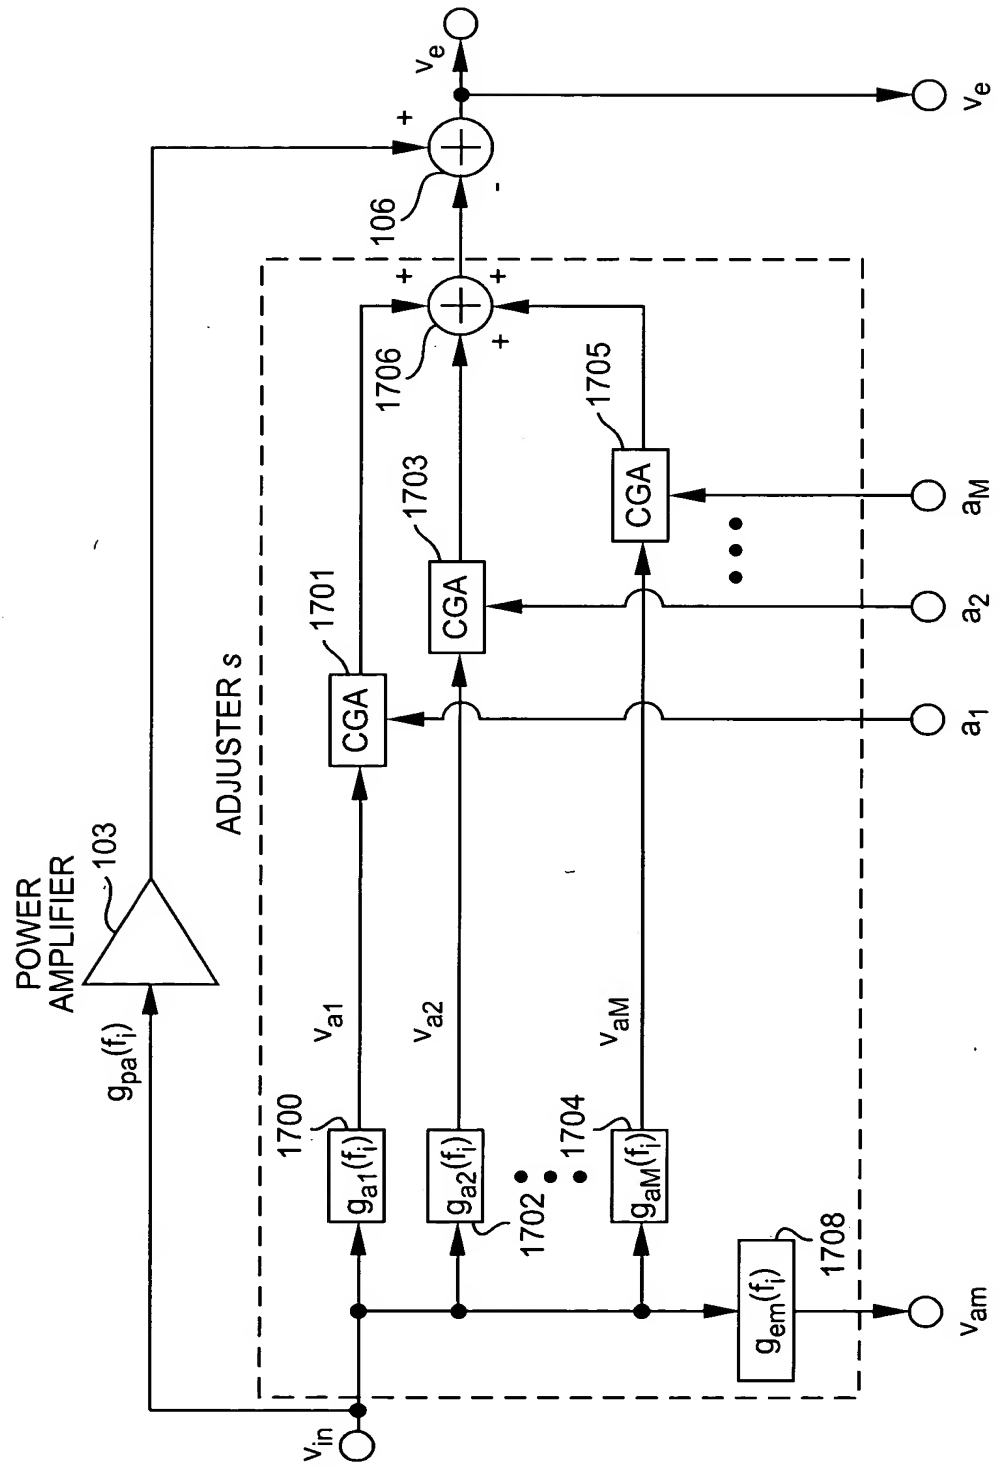 POWER
AMPLIFIER
103
g_pa(f_i)
v_in
ADJUSTER s
1700
g_a1(f_i)
v_a1
1701
CGA
1702
g_a2(f_i)
v_a2
1703
CGA
1704
g_aM(f_i)
v_aM
1705
CGA
1706
+
+
+
106
+
-
v_e
v_e
1708
g_em(f_i)
v_am
a_1
a_2
a_M